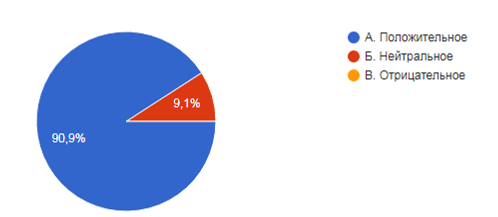 А. Положительное
Б. Нейтральное
В. Отрицательное
9,1%
90,9%